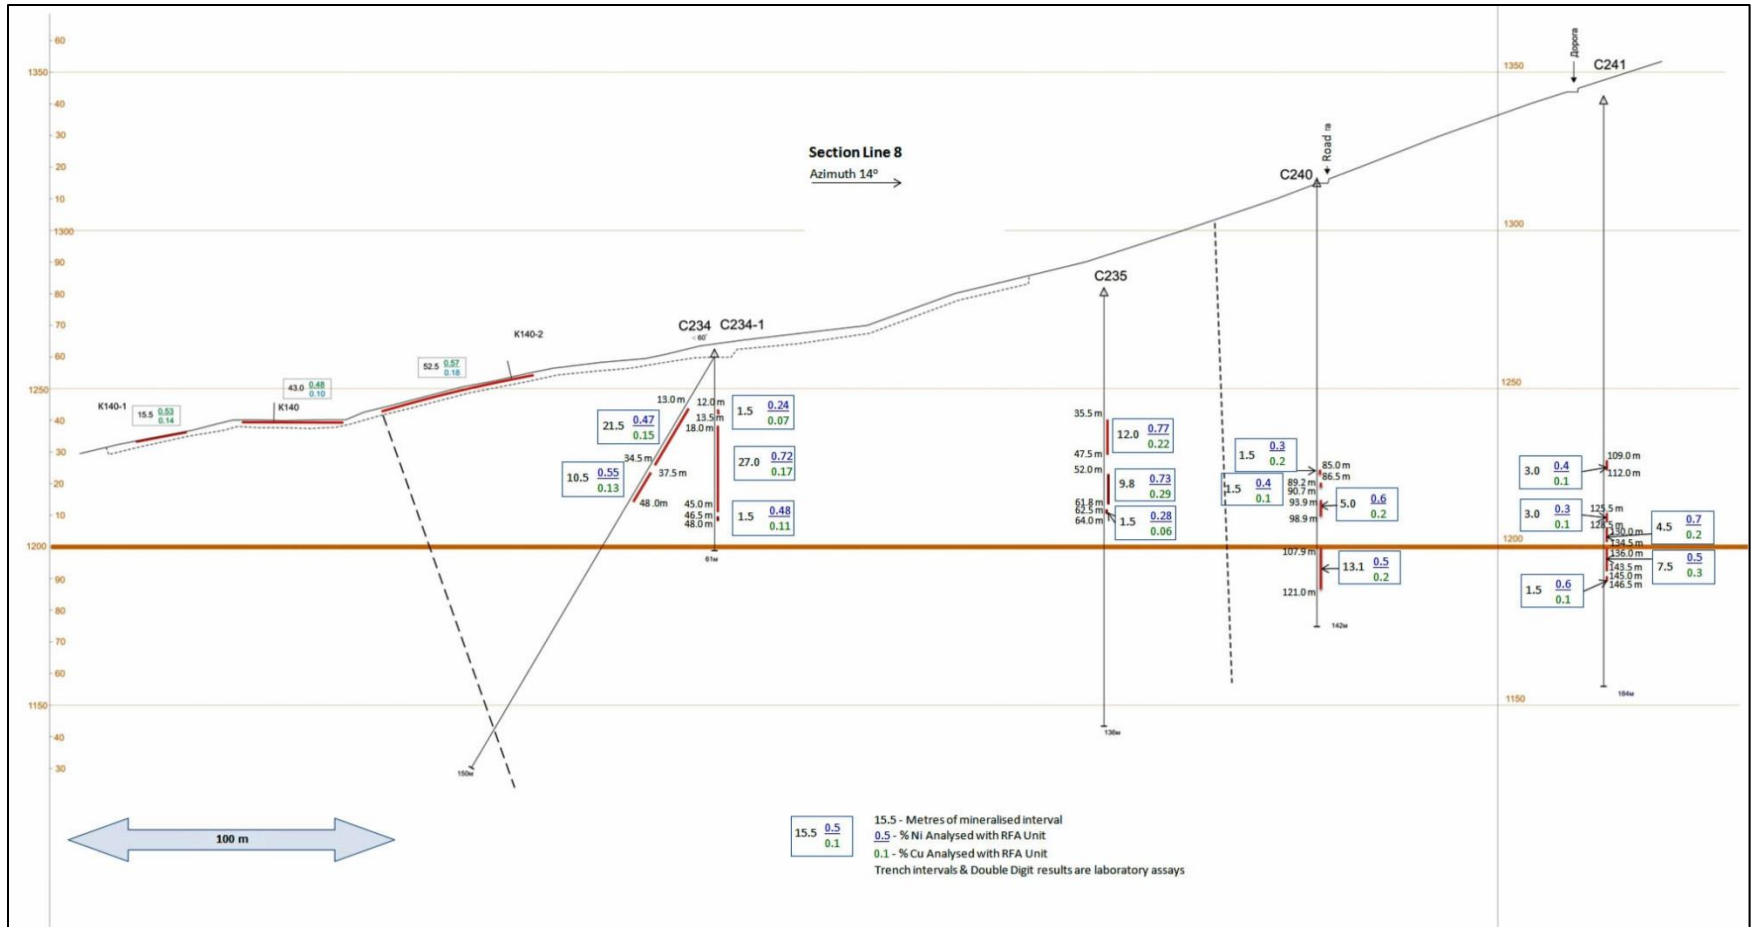 Section Line 8
Azimuth 14°
60
1350
40
30
20
10
1300
90
80
70
60
1250
40
30
20
10
1200
90
80
70
60
1150
40
30
1350
1300
1250
1200
1150
K140-1
15.5 0.53
0.14
43.0 0.48
0.10
K140
52.5 0.57
0.18
K140-2
C234 C234-1
< 60°
13.0 m
21.5 0.47
0.15
34.5 m
37.5 m
10.5 0.55
0.13
48.0m
150м
12.0 m
13.5 m
18.0 m
1.5 0.24
0.07
27.0 0.72
0.17
45.0 m
46.5 m
48.0 m
1.5 0.48
0.11
61м
C235
35.5 m
12.0 0.77
0.22
47.5 m
52.0 m
9.8 0.73
0.29
61.8 m
62.5 m
64.0 m
1.5 0.28
0.06
136м
C240
Road га
1.5 0.3
0.2
85.0 m
86.5 m
1.5 0.4
0.1
89.2 m
90.7 m
93.9 m
5.0 0.6
0.2
98.9 m
107.9 m
13.1 0.5
0.2
121.0 m
142м
Дорога
C241
3.0 0.4
0.1
109.0 m
112.0 m
3.0 0.3
0.1
125.5 m
130.0 m
134.5 m
4.5 0.7
0.2
136.0 m
143.5 m
7.5 0.5
0.3
145.0 m
146.5 m
1.5 0.6
0.1
184м
100 m
15.5 0.5
0.1
15.5 - Metres of mineralised interval
0.5 - % Ni Analysed with RFA Unit
0.1 - % Cu Analysed with RFA Unit
Trench intervals & Double Digit results are laboratory assays